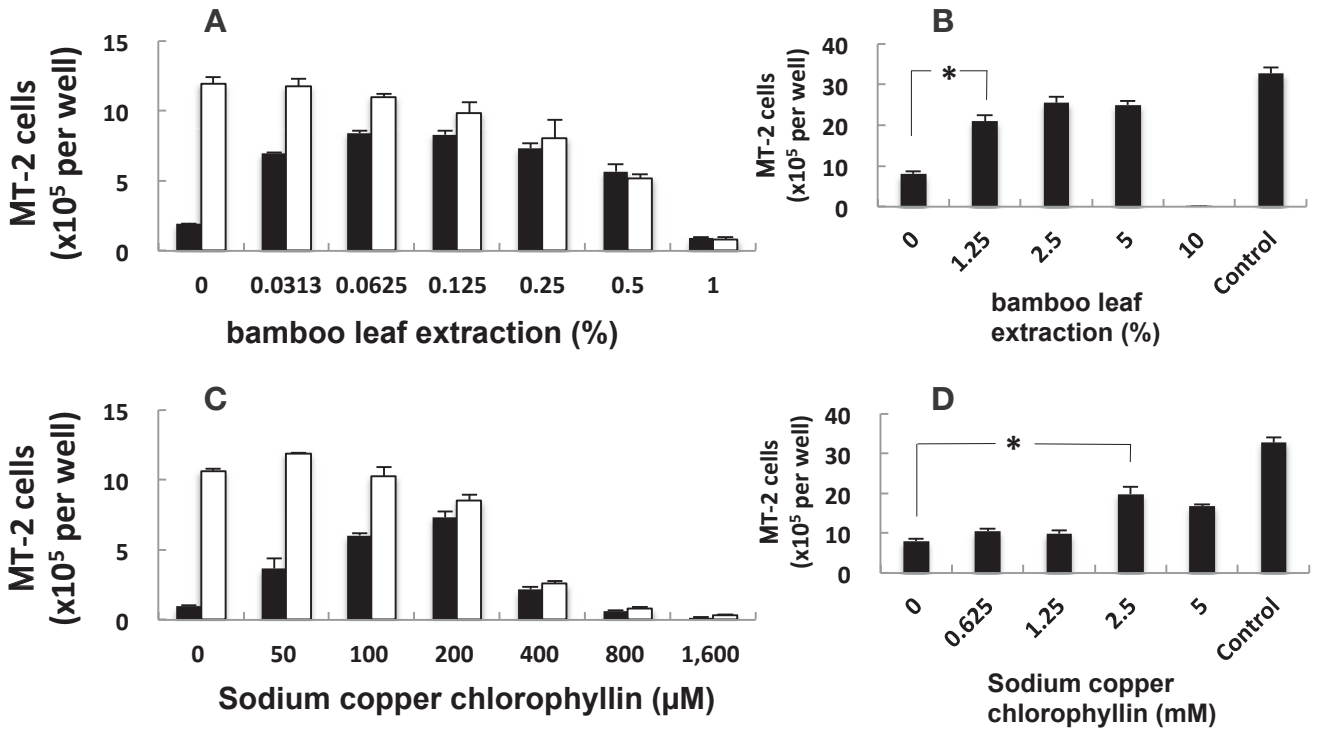 A
MT-2 cells
(x10⁵ per well)
15
10
5
0
0 0.0313 0.0625 0.125 0.25 0.5 1
bamboo leaf extraction (%)
B
MT-2 cells
(x10⁵ per well)
40
30
20
10
0
*
0 1.25 2.5 5 10 Control
bamboo leaf
extraction (%)
C
MT-2 cells
(x10⁵ per well)
15
10
5
0
0 50 100 200 400 800 1,600
Sodium copper chlorophyllin (µM)
D
MT-2 cells
(x10⁵ per well)
40
30
20
10
0
*
0 0.625 1.25 2.5 5 Control
Sodium copper
chlorophyllin (mM)